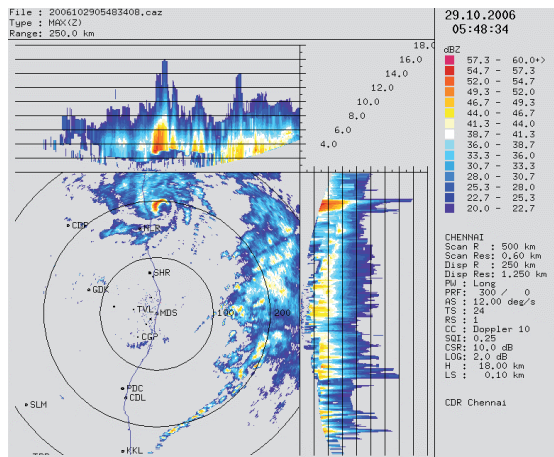 File : 2006102905483408.caz
Type : MAX(Z)
Range: 250.0 km
18.0
16.0
14.0
12.0
10.0
8.0
6.0
4.0
CDP
NLR
SHR
GDK
TVL
MDS
100
200
CGP
PDC
CDL
SLM
KKL
29.10.2006
05:48:34
dBZ
57.3 - 60.0+)
54.7 - 57.3
52.0 - 54.7
49.3 - 52.0
46.7 - 49.3
44.0 - 46.7
41.3 - 44.0
38.7 - 41.3
36.0 - 38.7
33.3 - 36.0
30.7 - 33.3
28.0 - 30.7
25.3 - 28.0
22.7 - 25.3
20.0 - 22.7
CHENNAI
Scan R : 500 km
Scan Res: 0.60 km
Disp R : 250 km
Disp Res: 1,250 km
PW : Long
PRF: 300 / 0
AS : 12.00 deg/s
TS : 24
RS : 1
CC : Doppler 10
SQI: 0.25
CSR: 10.0 dB
LOG: 2.0 dB
H : 18.00 km
LS : 0.10 km
CDR Chennai